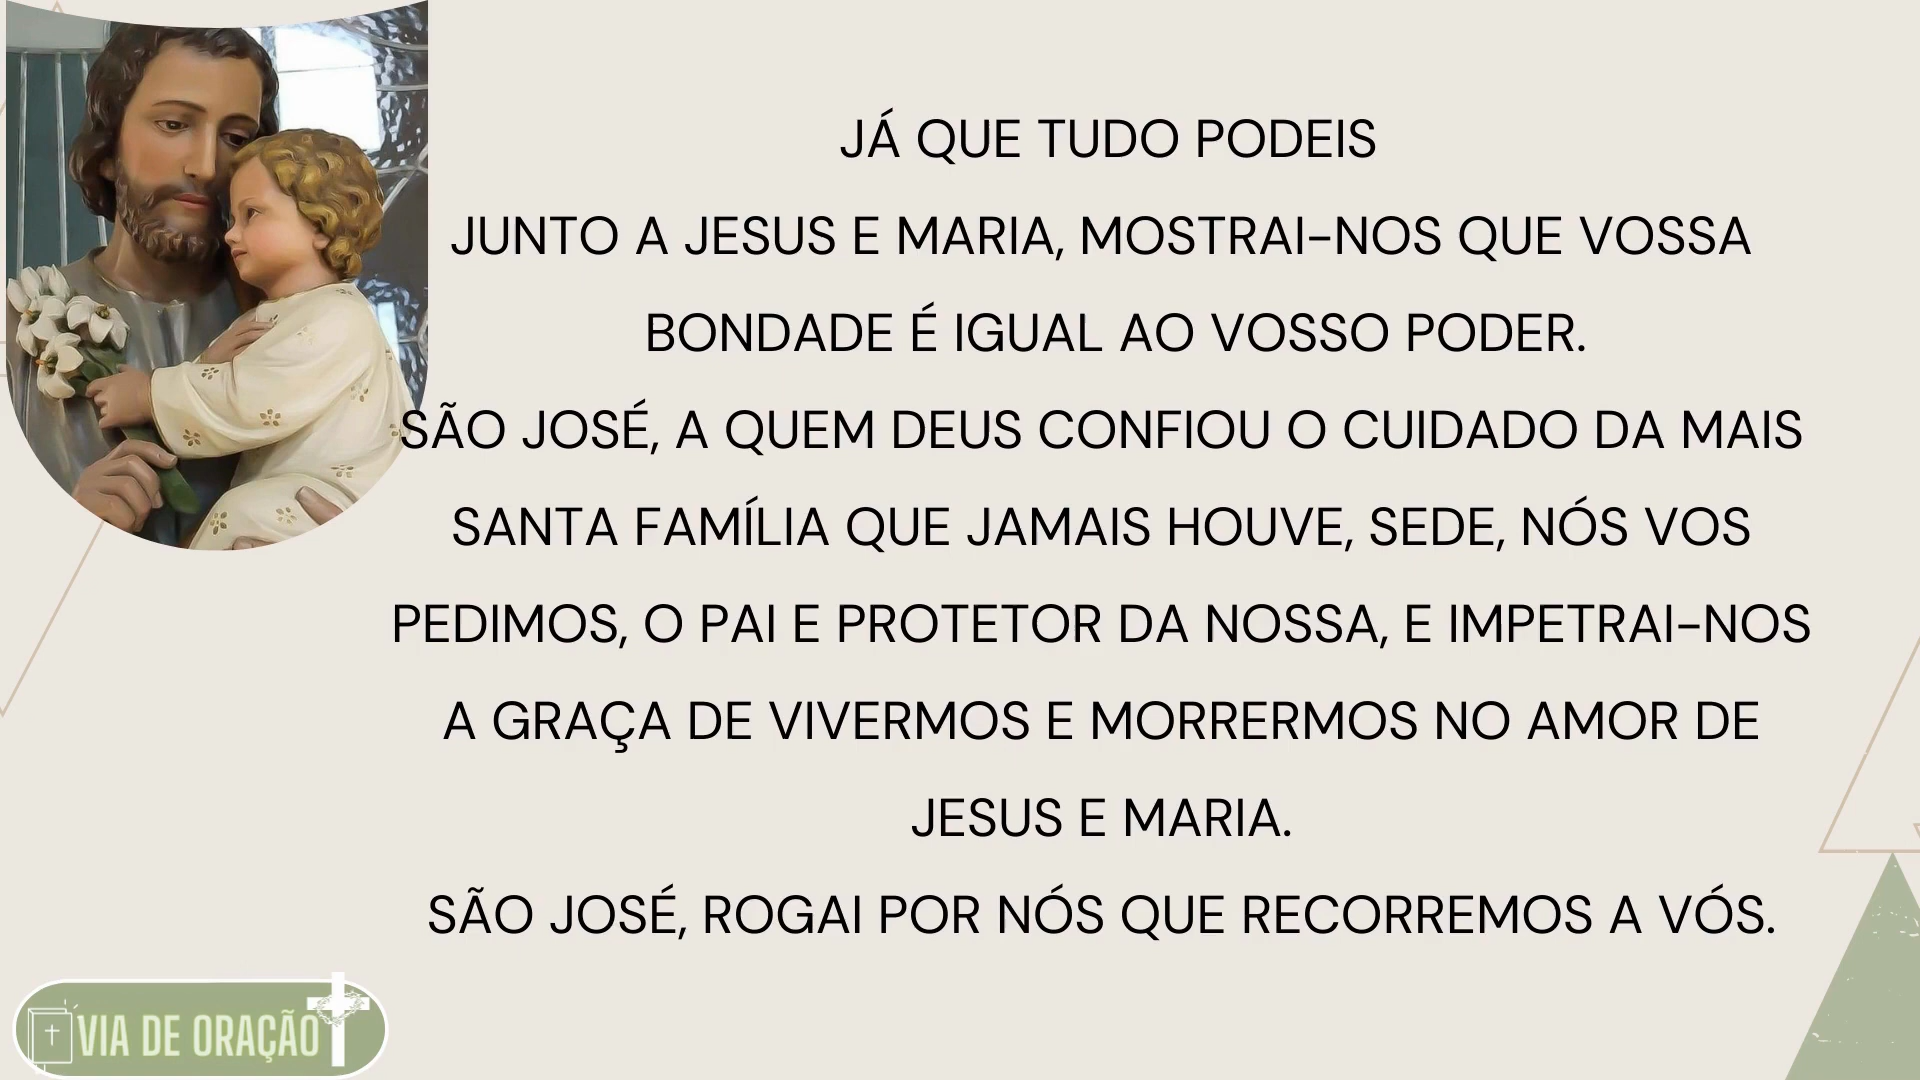 JÁ QUE TUDO PODEIS
JUNTO A JESUS E MARIA, MOSTRAI-NOS QUE VOSSA
BONDADE É IGUAL AO VOSSO PODER.
SÃO JOSÉ, A QUEM DEUS CONFIOU O CUIDADO DA MAIS
SANTA FAMÍLIA QUE JAMAIS HOUVE, SEDE, NÓS VOS
PEDIMOS, O PAI E PROTETOR DA NOSSA, E IMPETRAI-NOS
A GRAÇA DE VIVERMOS E MORRERMOS NO AMOR DE
JESUS E MARIA.
SÃO JOSÉ, ROGAI POR NÓS QUE RECORREMOS A VÓS.
VIA DE ORAÇÃO